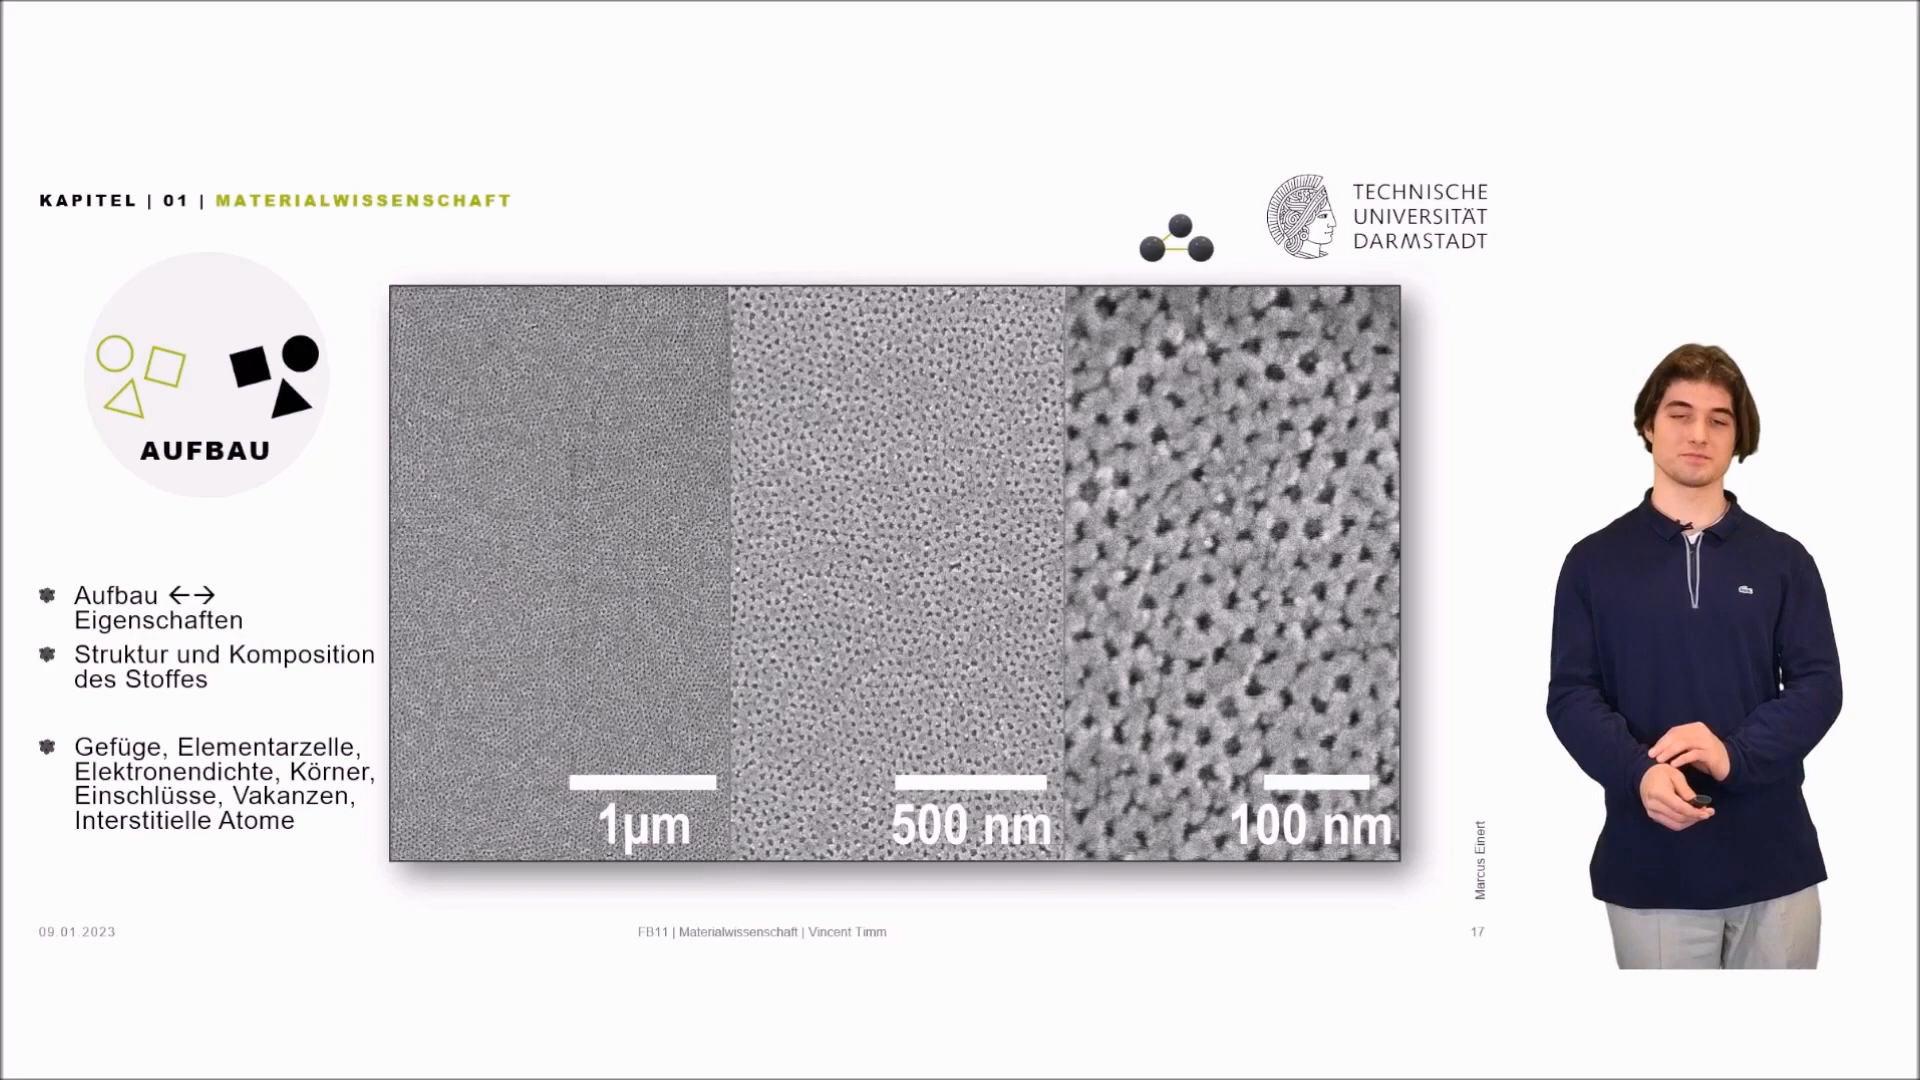 KAPITEL | 01 | MATERIALWISSENSCHAFT
TECHNISCHE
UNIVERSITÄT
DARMSTADT
AUFBAU
Aufbau ←→
Eigenschaften
Struktur und Komposition
des Stoffes
Gefüge, Elementarzelle,
Elektronendichte, Körner,
Einschlüsse, Vakanzen,
Interstitielle Atome
1µm
500 nm
100 nm
Marcus Einert
09.01.2023
FB11 | Materialwissenschaft | Vincent Timm
17